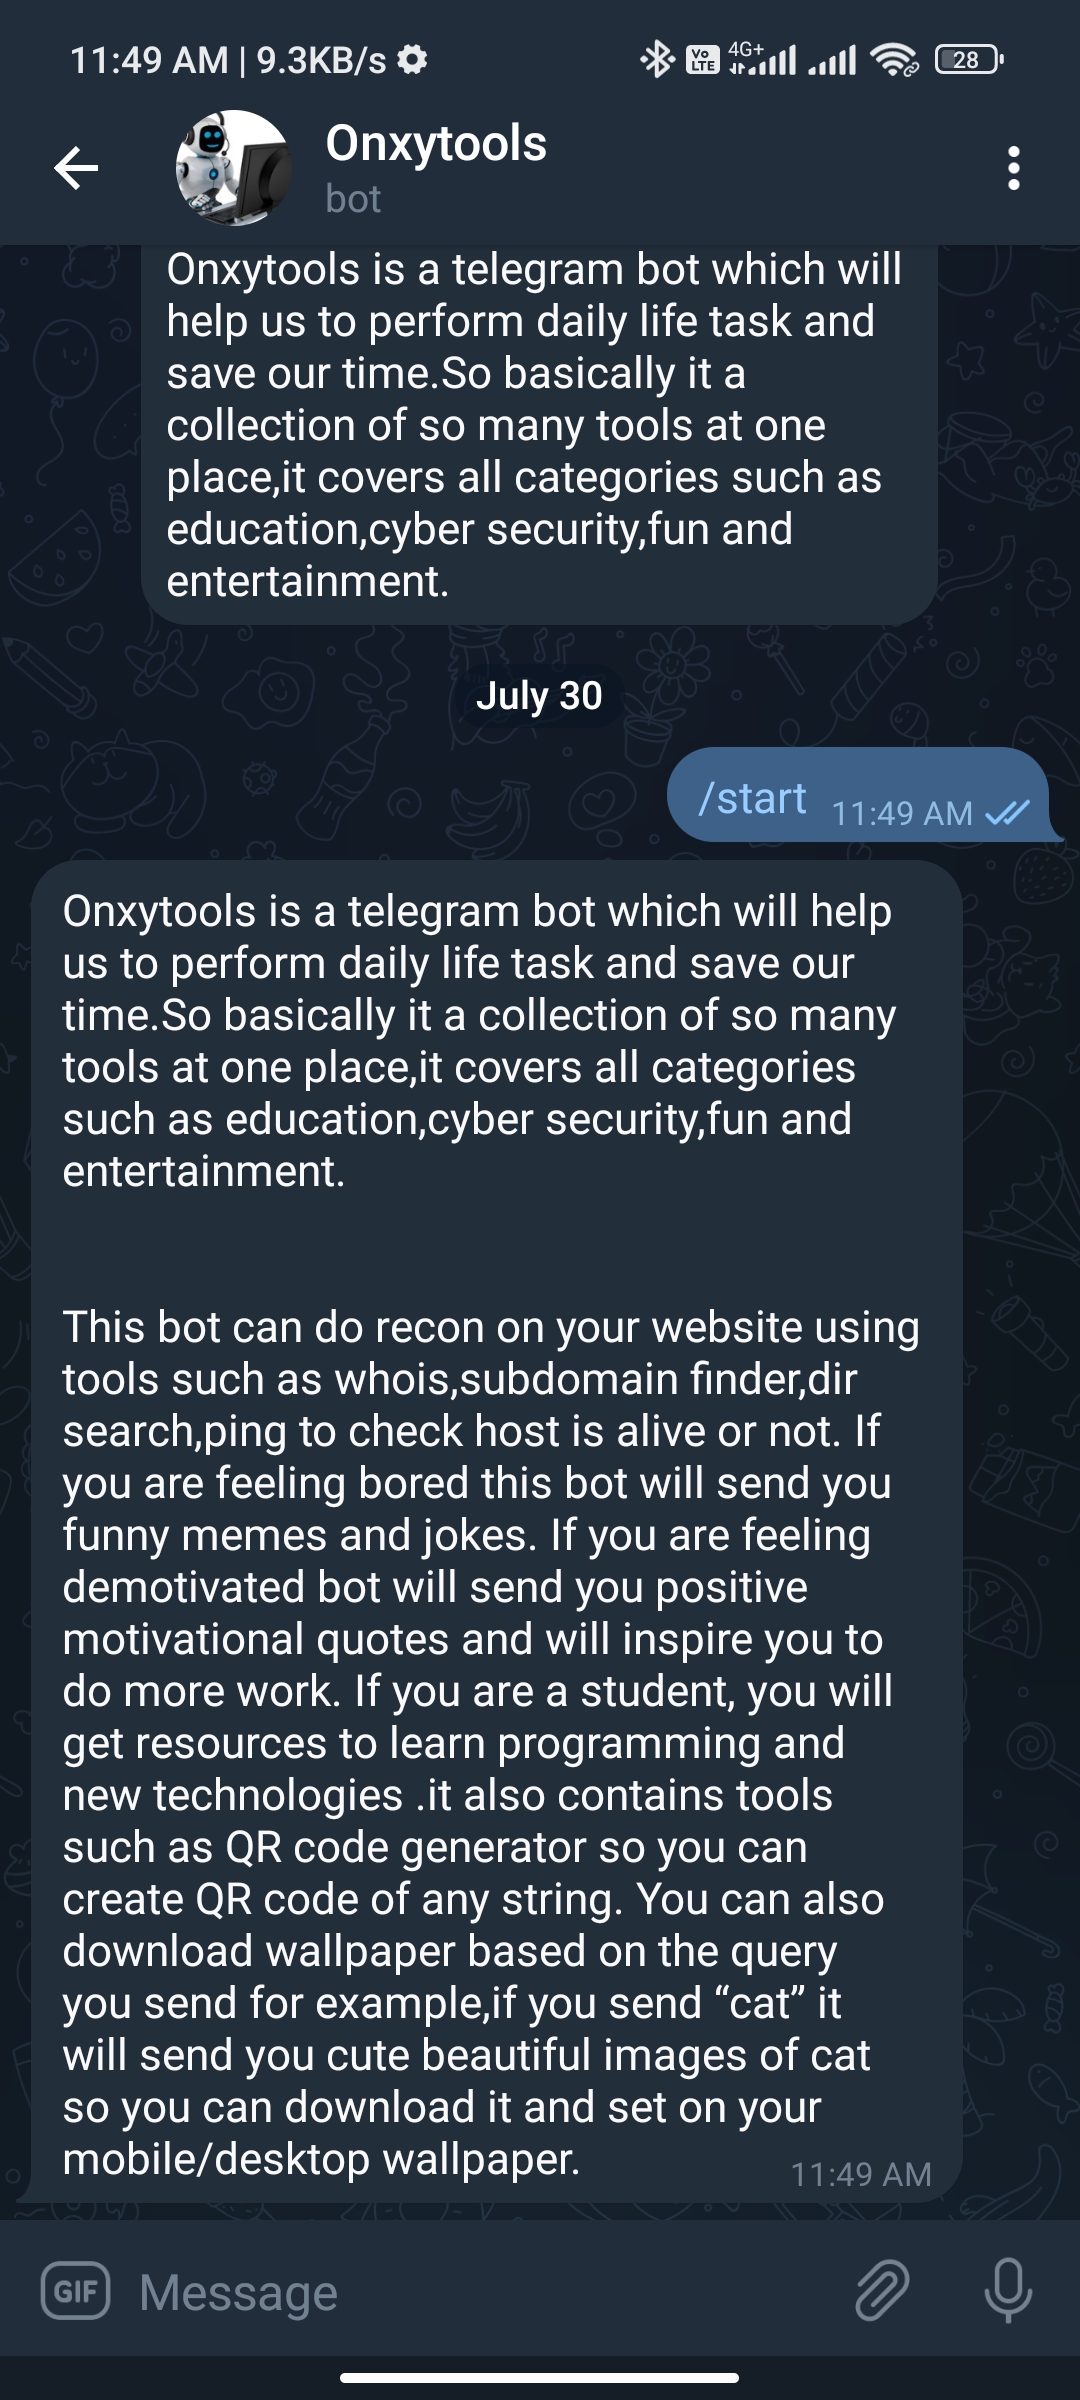 11:49 AM | 9.3KB/s
Vo LTE
4G+
28
Onxytools
bot
Onxytools is a telegram bot which will
help us to perform daily life task and
save our time.So basically it a
collection of so many tools at one
place,it covers all categories such as
education,cyber security,fun and
entertainment.
July 30
/start 11:49 AM
Onxytools is a telegram bot which will help
us to perform daily life task and save our
time.So basically it a collection of so many
tools at one place,it covers all categories
such as education,cyber security,fun and
entertainment.
This bot can do recon on your website using
tools such as whois,subdomain finder,dir
search,ping to check host is alive or not. If
you are feeling bored this bot will send you
funny memes and jokes. If you are feeling
demotivated bot will send you positive
motivational quotes and will inspire you to
do more work. If you are a student, you will
get resources to learn programming and
new technologies .it also contains tools
such as QR code generator so you can
create QR code of any string. You can also
download wallpaper based on the query
you send for example,if you send “cat” it
will send you cute beautiful images of cat
so you can download it and set on your
mobile/desktop wallpaper.
11:49 AM
GIF
Message